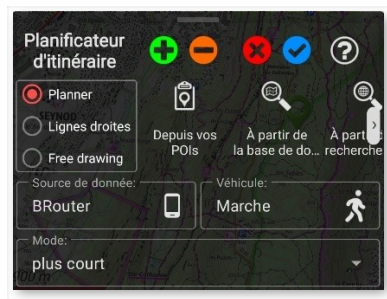 Planificateur
d'itinéraire
Planner
Lignes droites
Free drawing
Depuis vos
POIs
À partir de
la base de do...
À part
recherche
Source de donnée:
BRouter
Véhicule:
Marche
Mode:
plus court